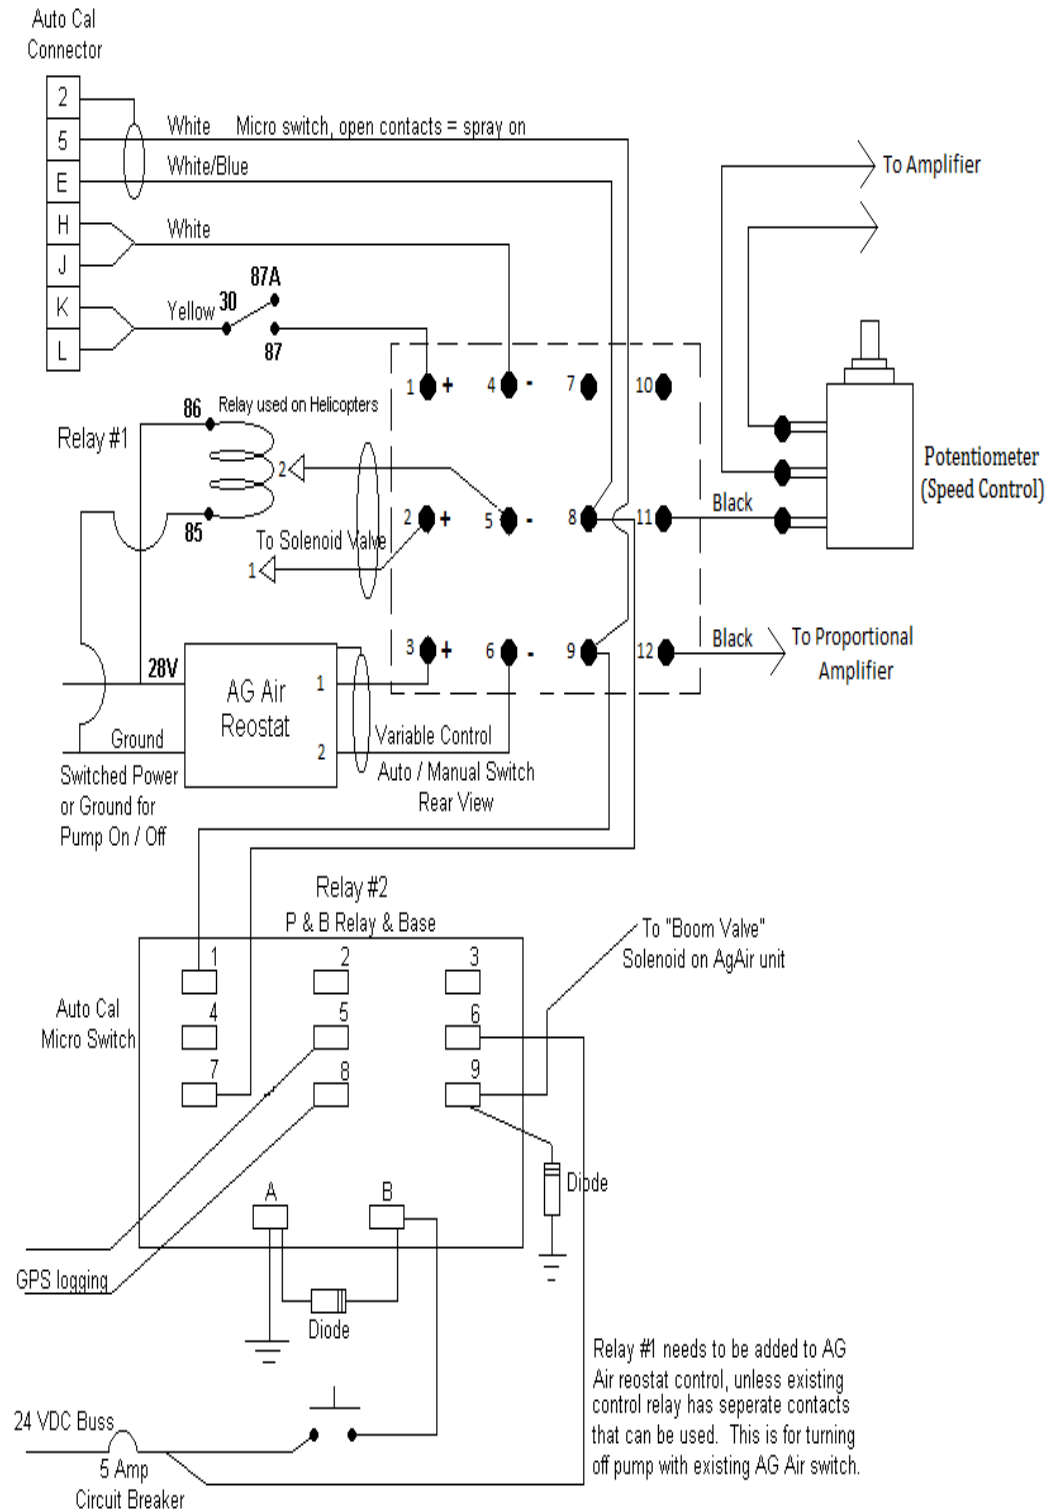 Auto Cal
Connector
2
5
E
H
J
K
L
White Micro switch, open contacts = spray on
White/Blue
White
Yellow
30
87A
87
To Amplifier
1 +
4 -
7
10
86
Relay used on Helicopters
Relay #1
85
2
To Solenoid Valve
1
2 +
5 -
8
11
Black
Potentiometer
(Speed Control)
3 +
6 -
9
12
Black
To Proportional
Amplifier
28V
AG Air
Reostat
1
2
Ground
Variable Control
Auto / Manual Switch
Rear View
Switched Power
or Ground for
Pump On / Off
Relay #2
P & B Relay & Base
To "Boom Valve"
Solenoid on AgAir unit
Auto Cal
Micro Switch
1
2
3
4
5
6
7
8
9
Diode
A
B
GPS logging
Diode
24 VDC Buss
5 Amp
Circuit Breaker
Relay #1 needs to be added to AG
Air reostat control, unless existing
control relay has seperate contacts
that can be used. This is for turning
off pump with existing AG Air switch.